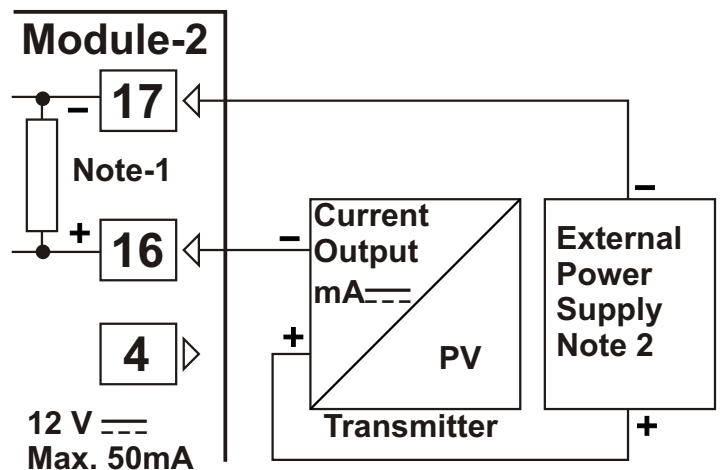 Module-2
17
–
Note-1
+
16
4
12 V
Max. 50mA
–
Current
Output
mA
+
PV
Transmitter
–
External
Power
Supply
Note 2
+